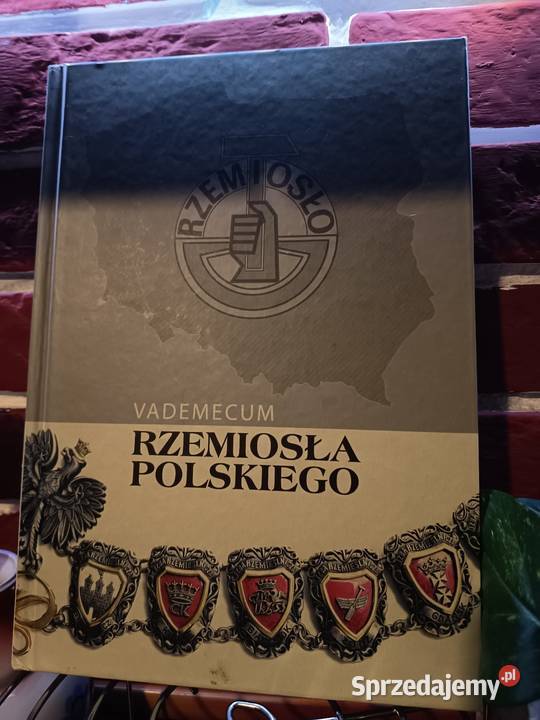 RZEMIOSŁO
VADEMECUM
RZEMIOSŁA
POLSKIEGO
Sprzedajemy.pl